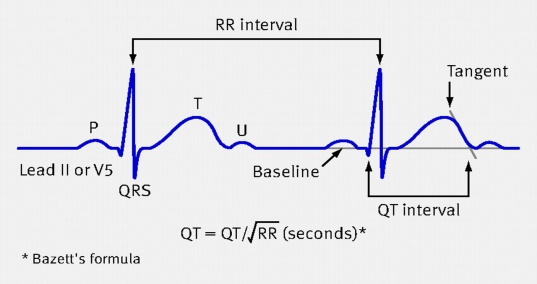 RR interval
Tangent
P
T
U
Lead II or V5
QRS
Baseline
QT interval
QT = QT/√RR (seconds)*
* Bazett's formula